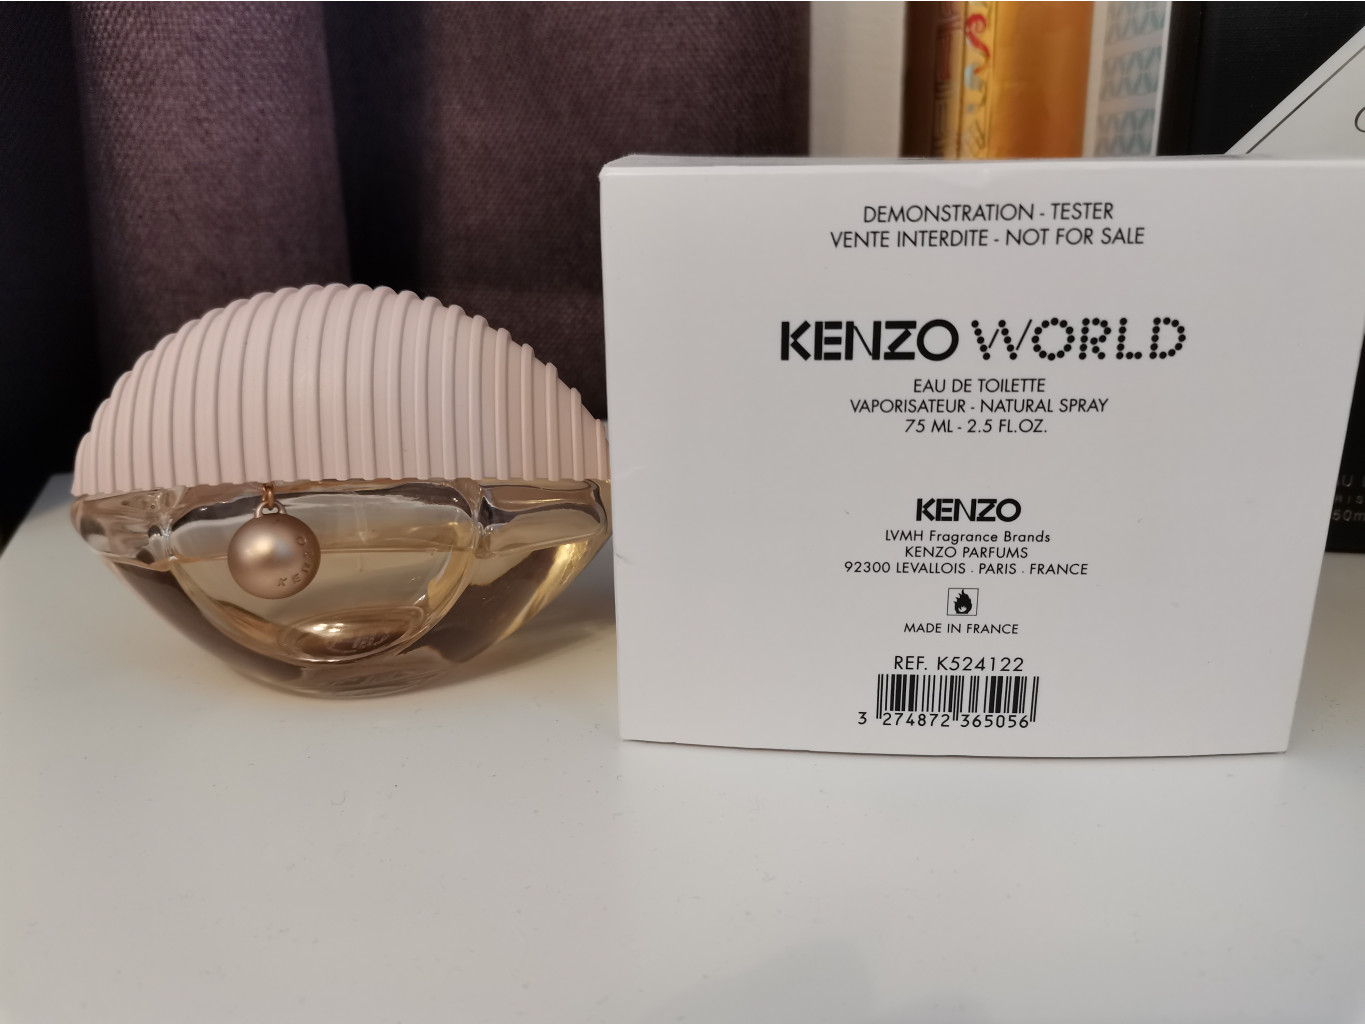 DEMONSTRATION - TESTER
VENTE INTERDITE - NOT FOR SALE
KENZO WORLD
EAU DE TOILETTE
VAPORISATEUR - NATURAL SPRAY
75 ML - 2.5 FL.OZ.
KENZO
LVMH Fragrance Brands
KENZO PARFUMS
92300 LEVALLOIS . PARIS . FRANCE
MADE IN FRANCE
REF. K524122
3 274872 365056
KENZO